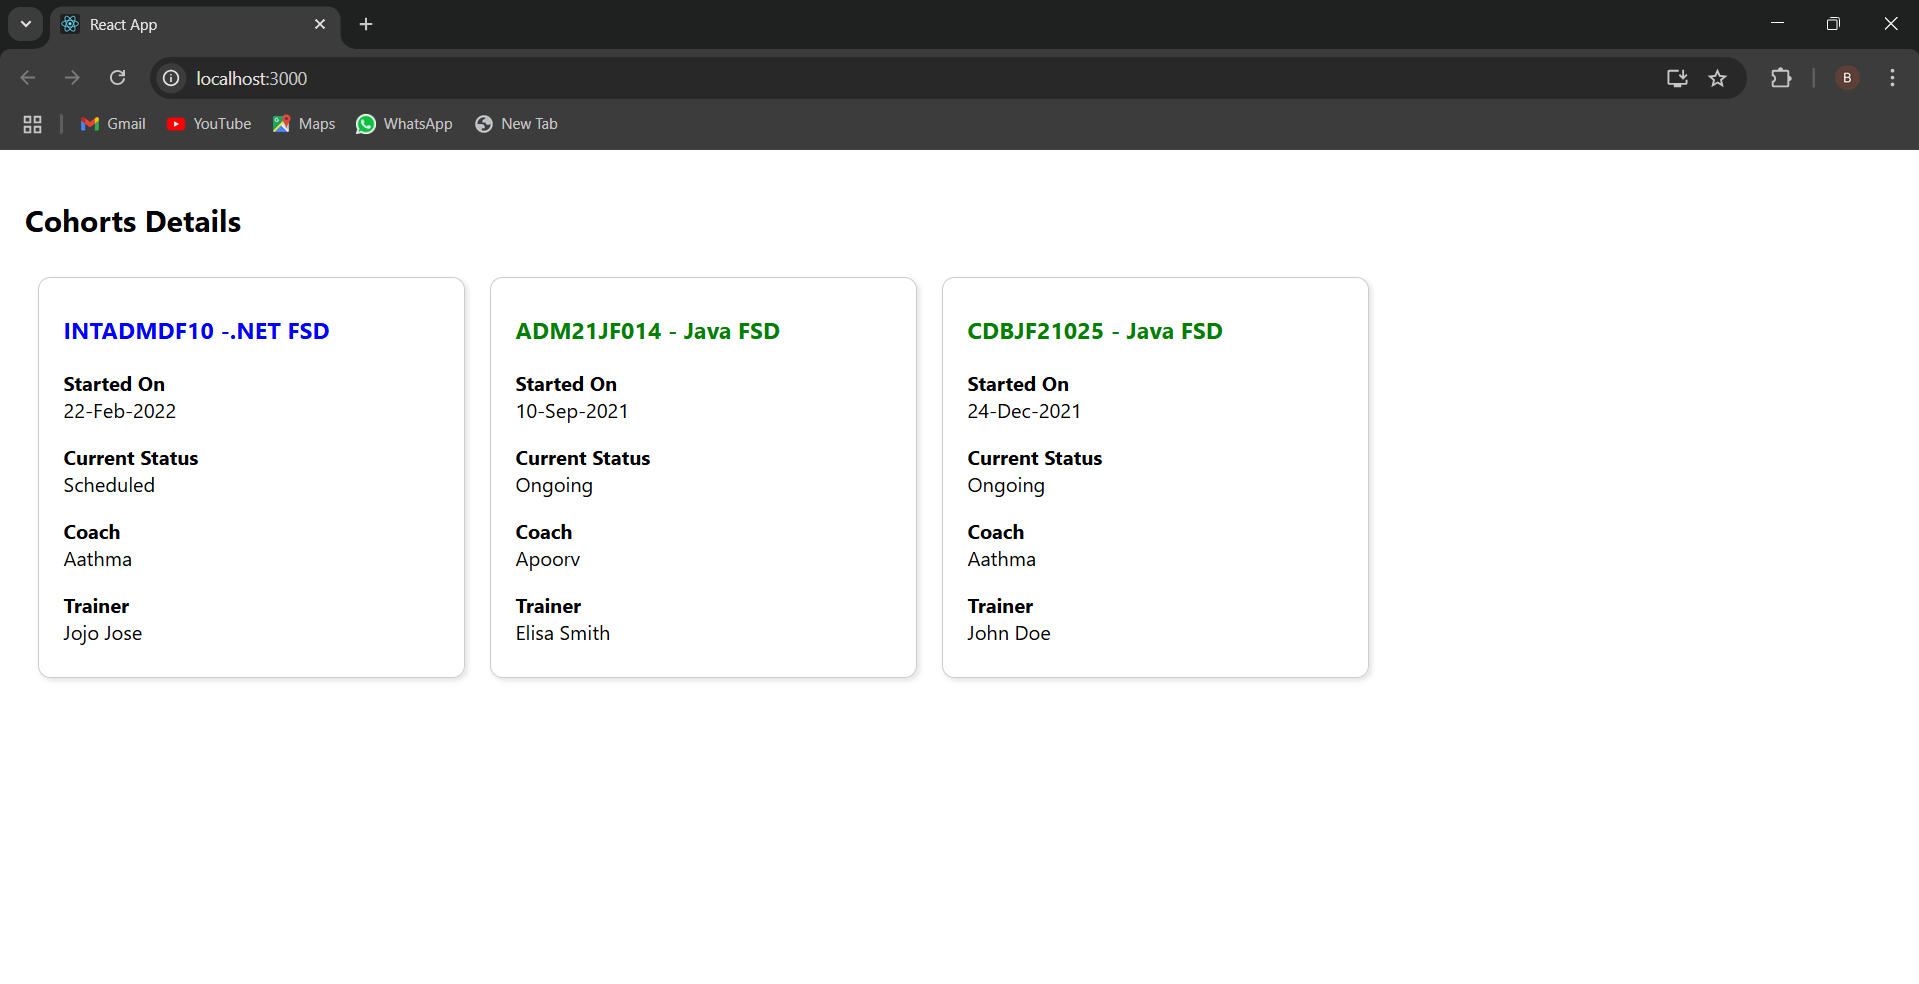 React App
localhost:3000
B
Gmail YouTube Maps WhatsApp New Tab
Cohorts Details
INTADMDF10 -.NET FSD
Started On
22-Feb-2022
Current Status
Scheduled
Coach
Aathma
Trainer
Jojo Jose
ADM21JF014 - Java FSD
Started On
10-Sep-2021
Current Status
Ongoing
Coach
Apoorv
Trainer
Elisa Smith
CDBJF21025 - Java FSD
Started On
24-Dec-2021
Current Status
Ongoing
Coach
Aathma
Trainer
John Doe